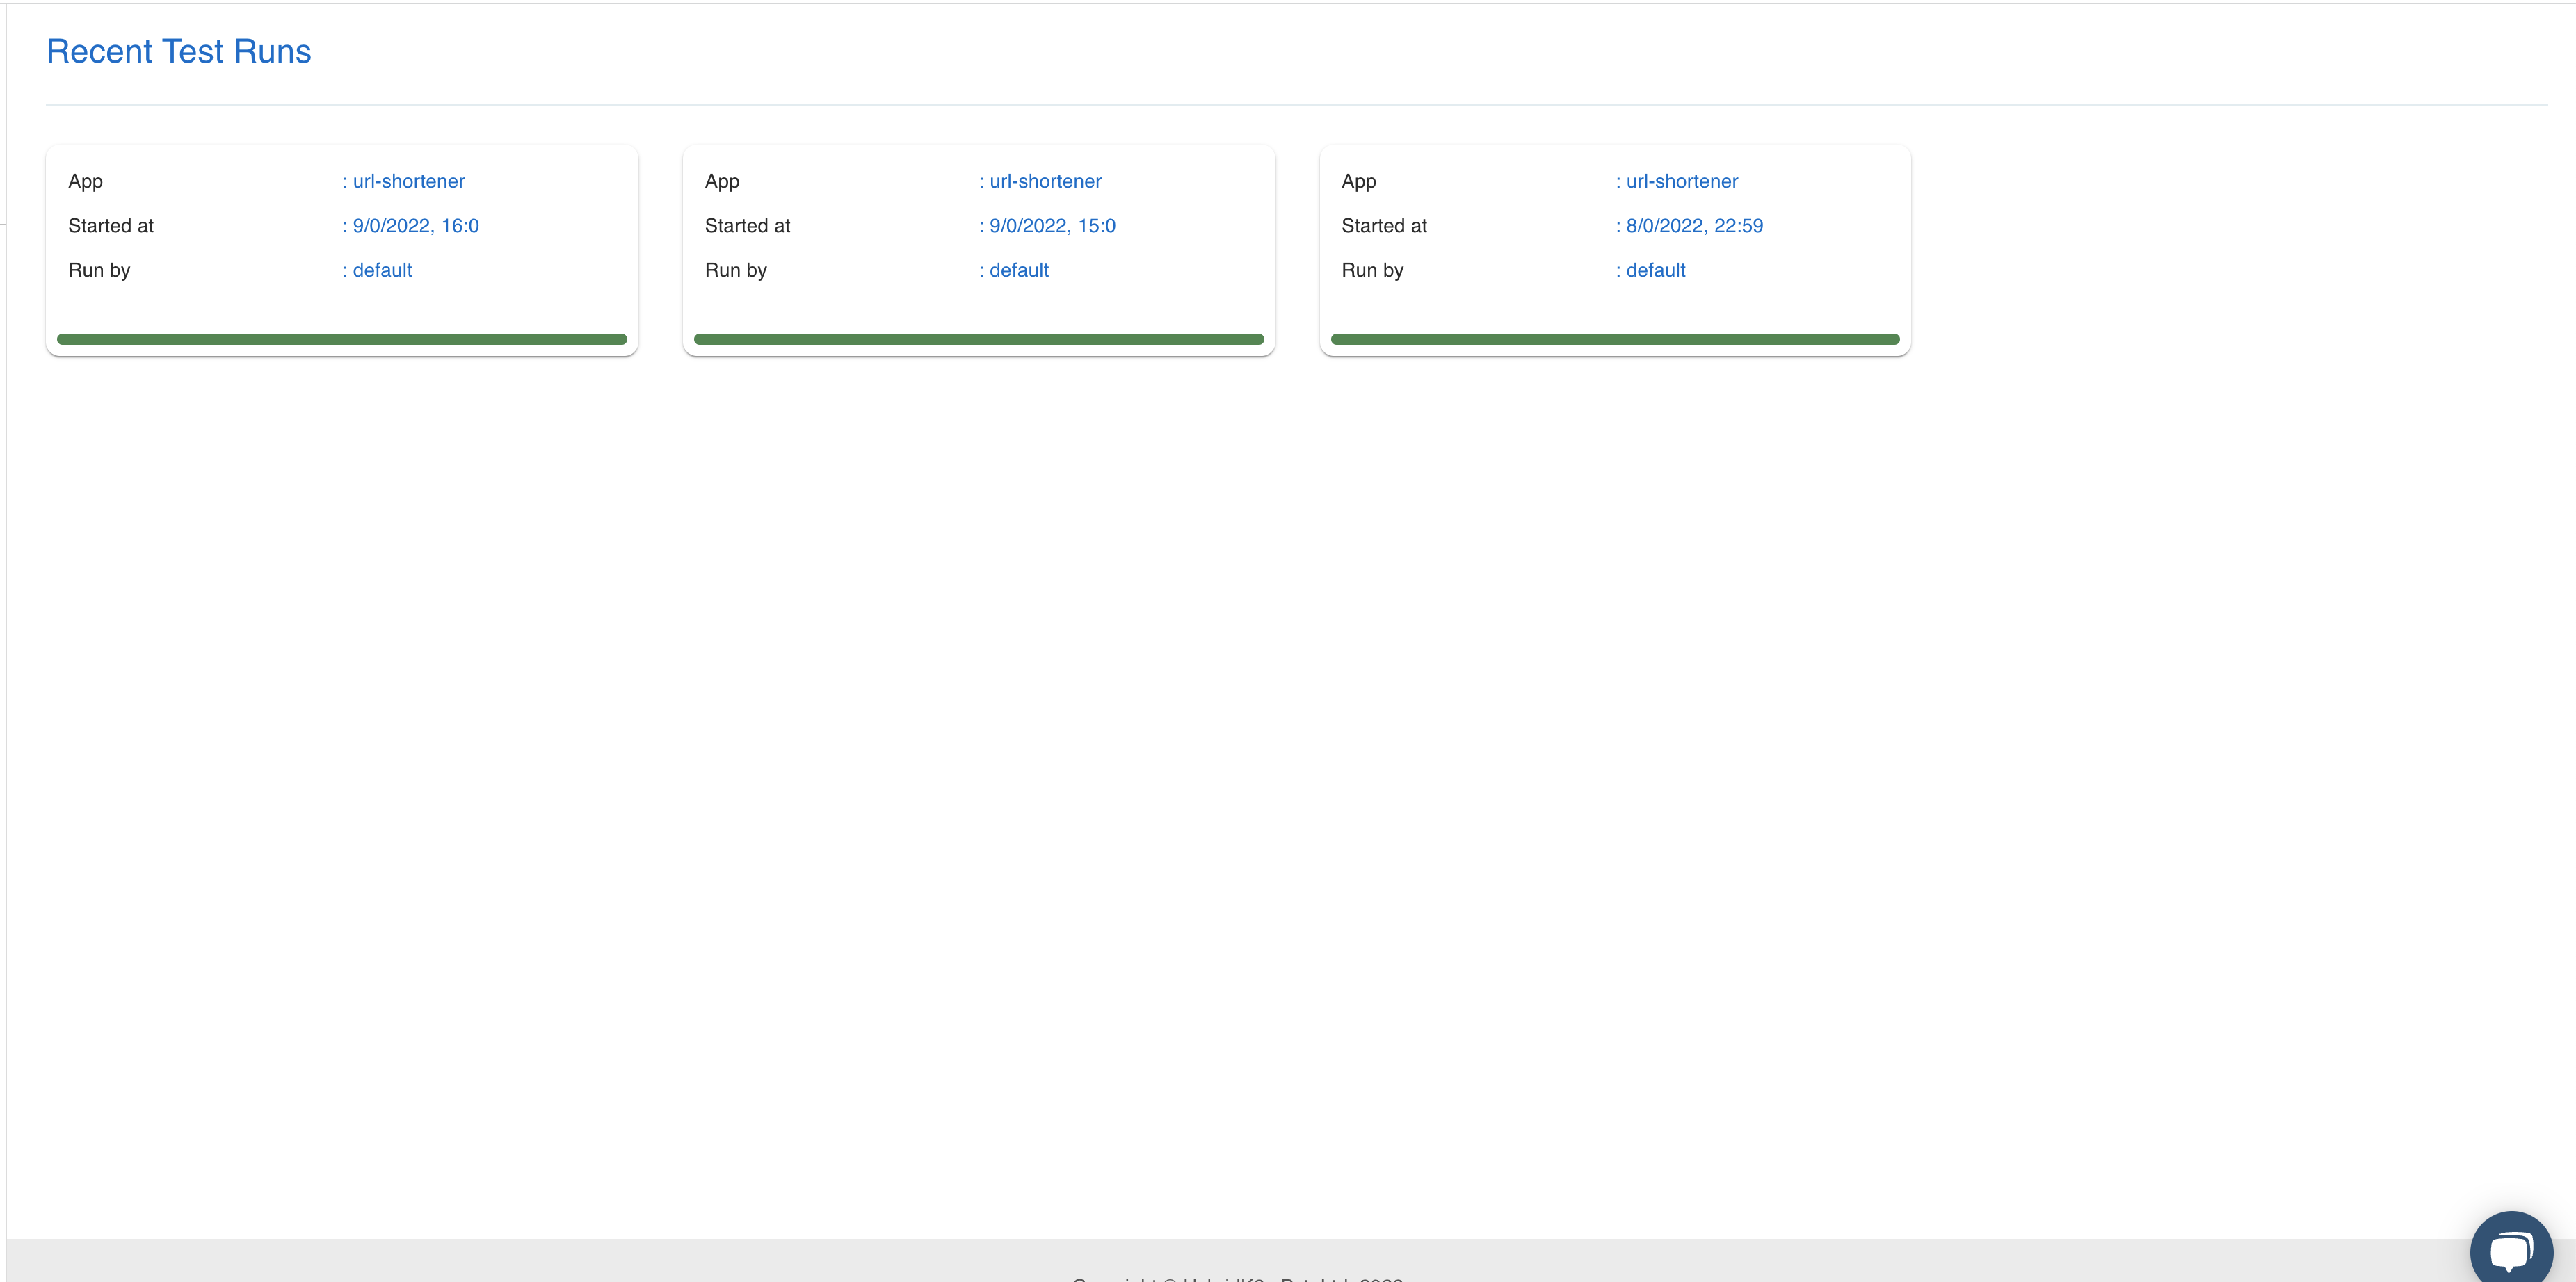 Recent Test Runs
App : url-shortener
Started at : 9/0/2022, 16:0
Run by : default
App : url-shortener
Started at : 9/0/2022, 15:0
Run by : default
App : url-shortener
Started at : 8/0/2022, 22:59
Run by : default